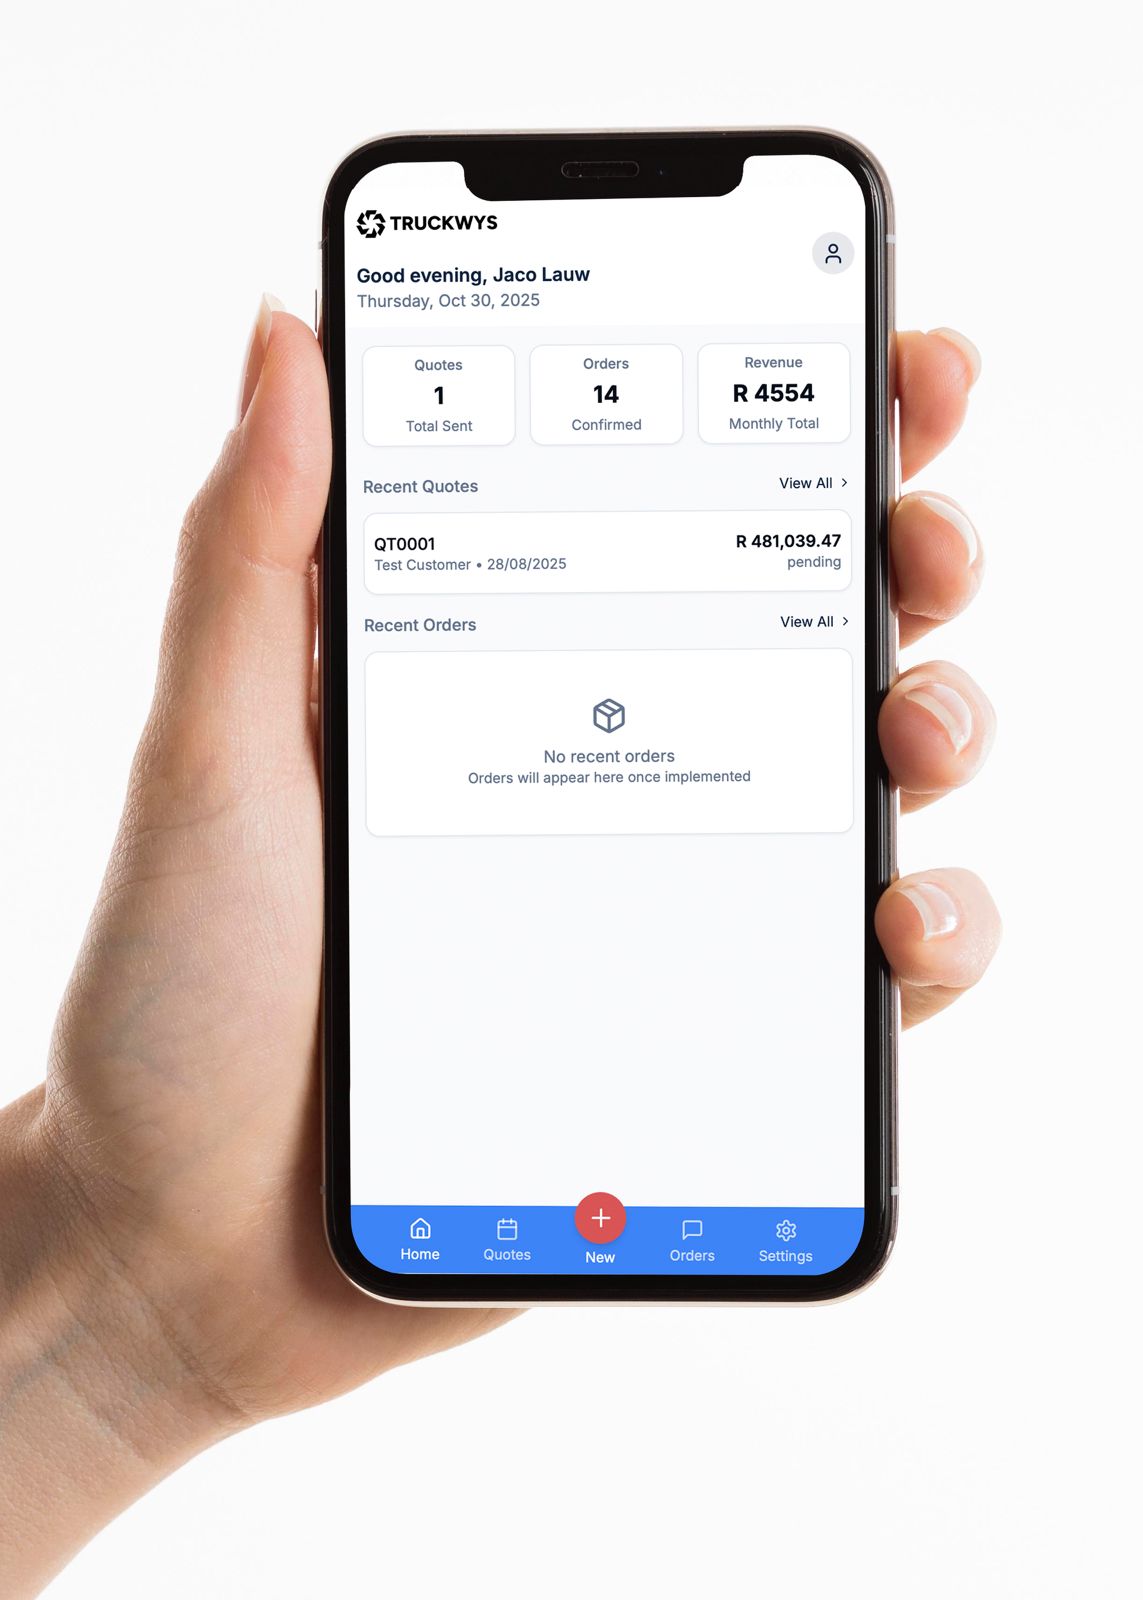 TRUCKWYS
Good evening, Jaco Lauw
Thursday, Oct 30, 2025
Quotes
1
Total Sent
Orders
14
Confirmed
Revenue
R 4554
Monthly Total
Recent Quotes
View All
QT0001
R 481,039.47
Test Customer • 28/08/2025
pending
Recent Orders
View All
No recent orders
Orders will appear here once implemented
Home
Quotes
New
Orders
Settings